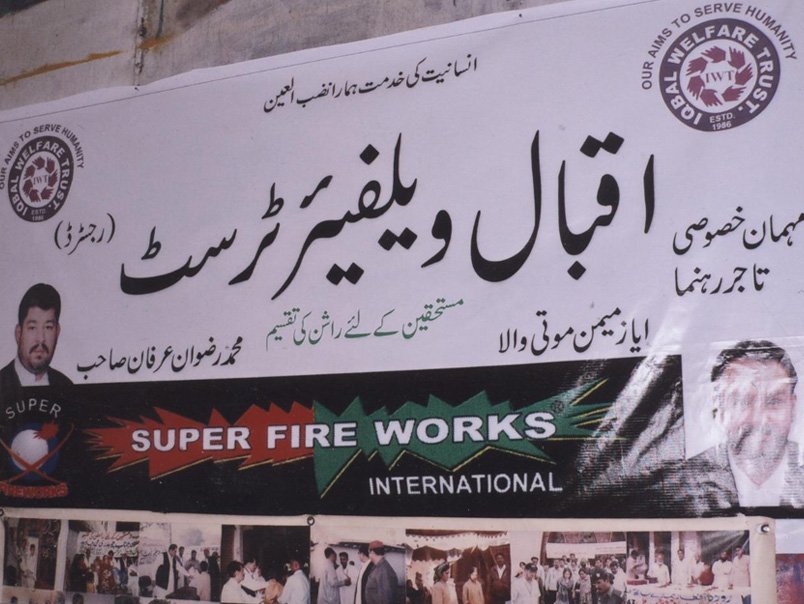 انسانیت کی خدمت ہمارا نصب العین
OUR AIMS TO SERVE HUMANITY
IQBAL WELFARE TRUST.
IWT
ESTD.
1986
OUR AIMS TO SERVE HUMANITY
IQBAL WELFARE TRUST.
IWT
ESTD.
1986
اقبال ویلفیئر ٹرسٹ
(رجسٹرڈ)
مہمان خصوصی
تاجر رہنما
ایاز میمن موتی والا
مستحقین کے لئے راشن کی تقسیم
محمد رضوان عرفان صاحب
SUPER
FIREWORKS
SUPER FIRE WORKS®
INTERNATIONAL